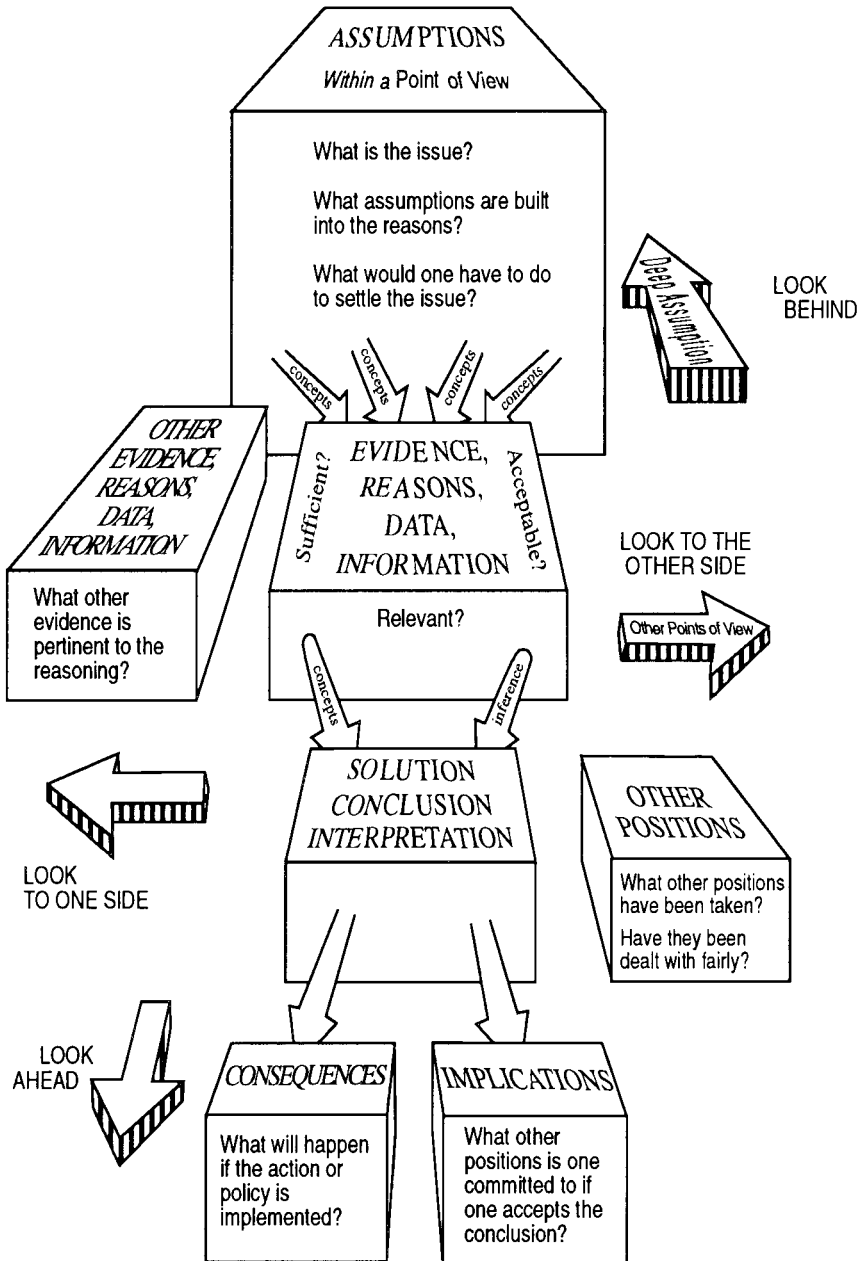 ASSUMPTIONS
Within a Point of View
What is the issue?
What assumptions are built
into the reasons?
What would one have to do
to settle the issue?
Deep Assumption
LOOK
BEHIND
concepts
concepts
concepts
concepts
OTHER
EVIDENCE,
REASONS,
DATA,
INFORMATION
What other
evidence is
pertinent to the
reasoning?
Sufficient?
EVIDENCE,
REASONS,
DATA,
INFORMATION
Acceptable?
Relevant?
LOOK TO THE
OTHER SIDE
Other Points of View
concepts
inference
SOLUTION
CONCLUSION
INTERPRETATION
OTHER
POSITIONS
What other positions
have been taken?
Have they been
dealt with fairly?
LOOK
TO ONE SIDE
LOOK
AHEAD
CONSEQUENCES
What will happen
if the action or
policy is
implemented?
IMPLICATIONS
What other
positions is one
committed to if
one accepts the
conclusion?